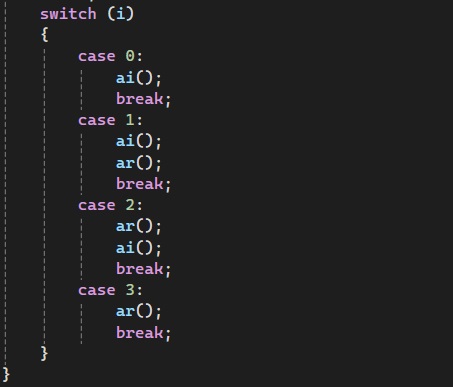 switch (i)
{
case 0:
ai();
break;
case 1:
ai();
ar();
break;
case 2:
ar();
ai();
break;
case 3:
ar();
break;
}
}